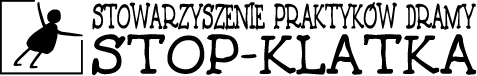 STOWARZYSZENIE PRAKTYKÓW DRAMY
STOP-KLATKA